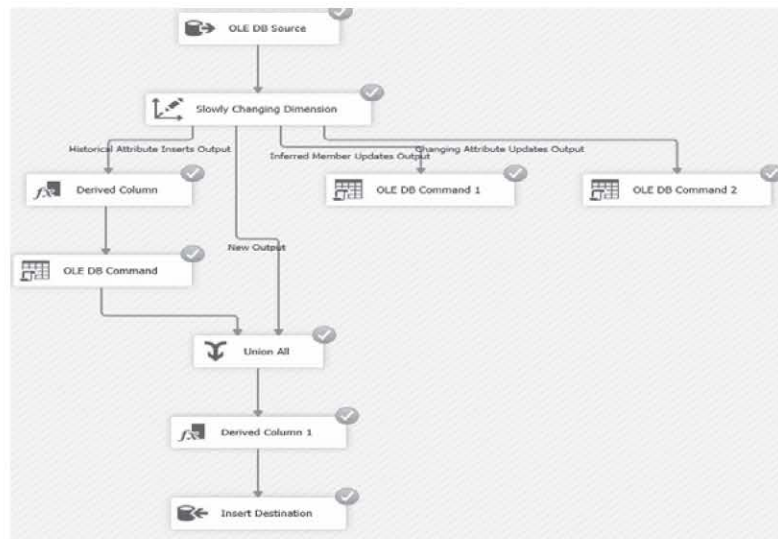 OLE DB Source
Slowly Changing Dimension
Historical Attribute Inserts Output
Inferred Member Updates Output
Changing Attribute Updates Output
Derived Column
OLE DB Command 1
OLE DB Command 2
New Output
OLE DB Command
Union All
Derived Column 1
Insert Destination